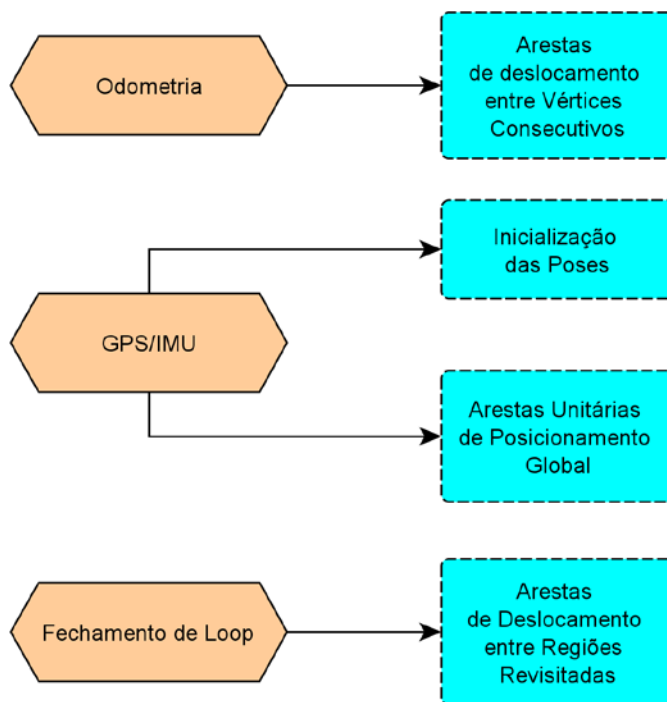 Odometria
Arestas
de deslocamento
entre Vértices
Consecutivos
Inicialização
das Poses
GPS/IMU
Arestas Unitárias
de Posicionamento
Global
Fechamento de Loop
Arestas
de Deslocamento
entre Regiões
Revisitadas